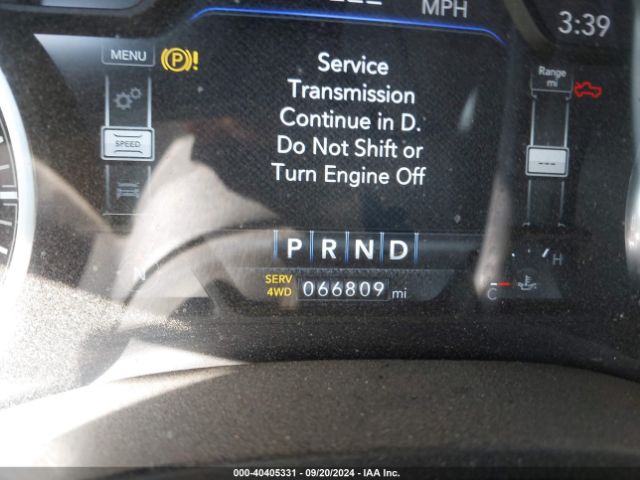 MPH
3:39
MENU
P !
Service
Transmission
Continue in D.
Do Not Shift or
Turn Engine Off
Range
mi
SPEED
---
P R N D
N
H
SERV
4WD
066809 mi
C
000-40405331 - 09/20/2024 - IAA Inc.